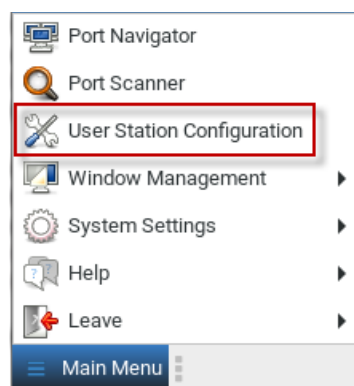 Port Navigator
Port Scanner
User Station Configuration
Window Management
System Settings
Help
Leave
Main Menu